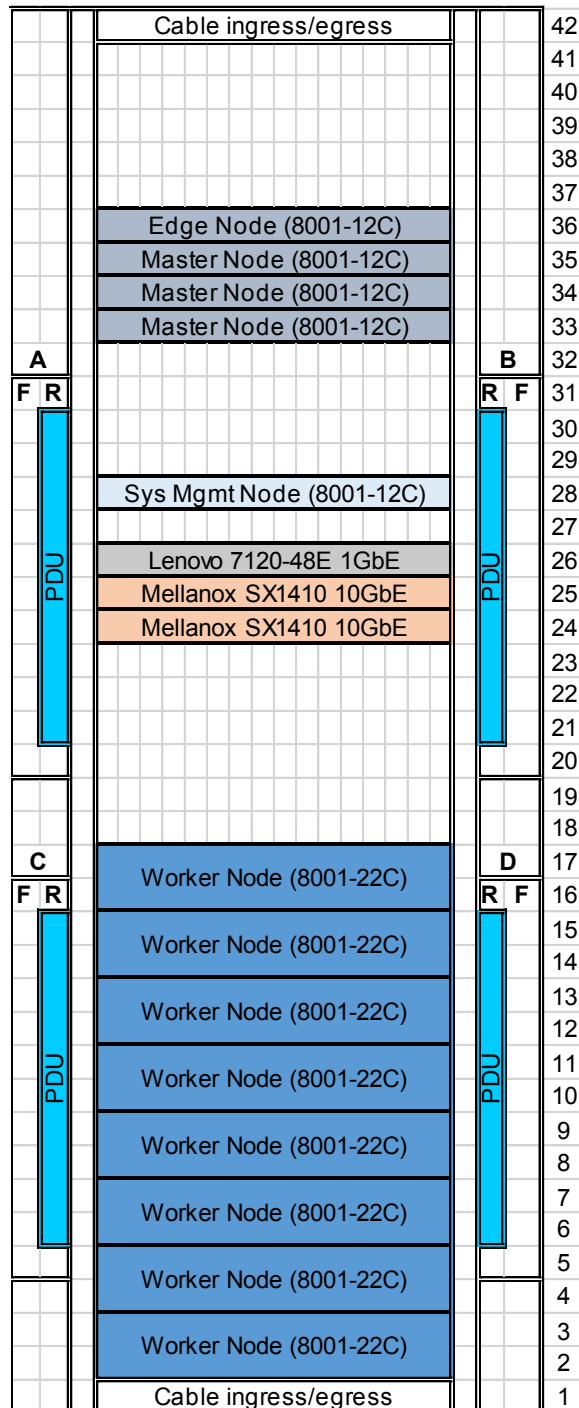 Cable ingress/egress 42
41
40
39
38
37
Edge Node (8001-12C) 36
Master Node (8001-12C) 35
Master Node (8001-12C) 34
Master Node (8001-12C) 33
A B 32
F R R F 31
30
29
Sys Mgmt Node (8001-12C) 28
27
Lenovo 7120-48E 1GbE 26
PDU Mellanox SX1410 10GbE PDU 25
Mellanox SX1410 10GbE 24
23
22
21
20
19
18
C D 17
Worker Node (8001-22C)
F R R F 16
15
Worker Node (8001-22C)
14
13
Worker Node (8001-22C)
12
11
PDU Worker Node (8001-22C) PDU
10
9
Worker Node (8001-22C)
8
7
Worker Node (8001-22C)
6
5
Worker Node (8001-22C)
4
3
Worker Node (8001-22C)
2
Cable ingress/egress 1